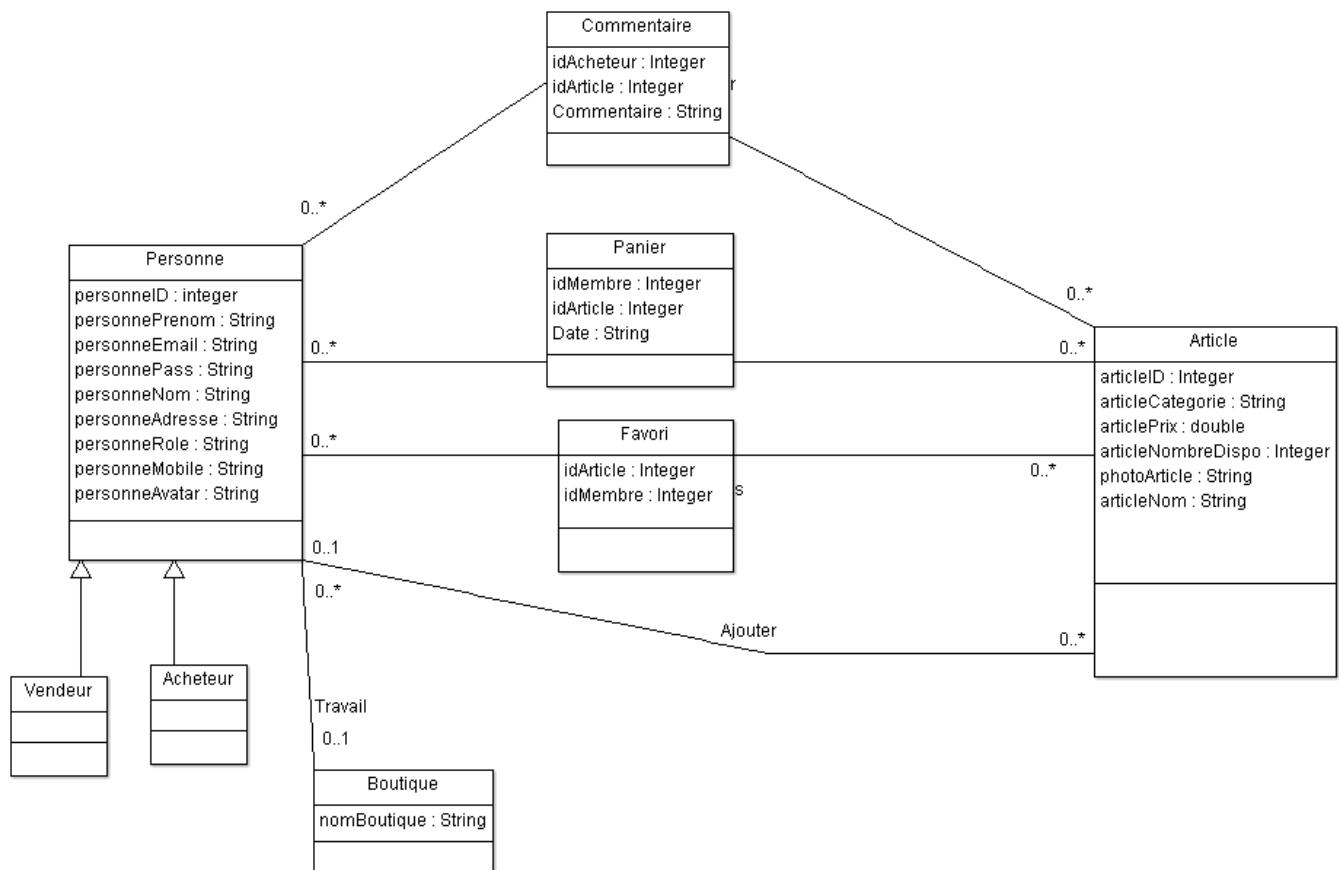 Commentaire
idAcheteur : Integer
idArticle : Integer
Commentaire : String
r
0..*
0..*
Personne
personneID : integer
personnePrenom : String
personneEmail : String
personnePass : String
personneNom : String
personneAdresse : String
personneRole : String
personneMobile : String
personneAvatar : String
Panier
idMembre : Integer
idArticle : Integer
Date : String
0..*
0..*
Article
articleID : Integer
articleCategorie : String
articlePrix : double
articleNombreDispo : Integer
photoArticle : String
articleNom : String
Favori
idArticle : Integer
idMembre : Integer
s
0..*
0..*
0..1
0..*
Ajouter
0..*
Vendeur
Acheteur
Travail
0..1
Boutique
nomBoutique : String